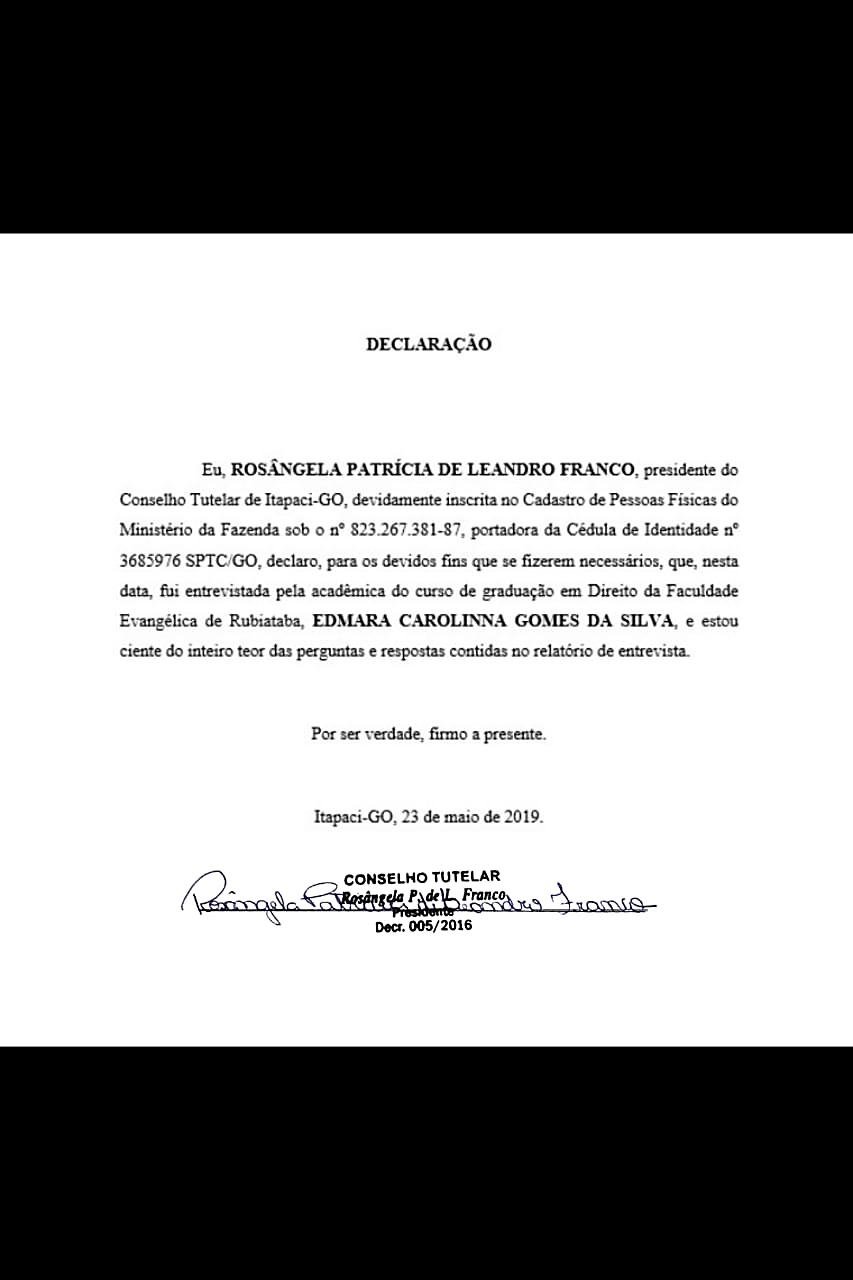 DECLARAÇÃO
Eu, ROSÂNGELA PATRÍCIA DE LEANDRO FRANCO, presidente do
Conselho Tutelar de Itapaci-GO, devidamente inscrita no Cadastro de Pessoas Físicas do
Ministério da Fazenda sob o nº 823.267.381-87, portadora da Cédula de Identidade nº
3685976 SPTC/GO, declaro, para os devidos fins que se fizerem necessários, que, nesta
data, fui entrevistada pela acadêmica do curso de graduação em Direito da Faculdade
Evangélica de Rubiataba, EDMARA CAROLINNA GOMES DA SILVA, e estou
ciente do inteiro teor das perguntas e respostas contidas no relatório de entrevista.
Por ser verdade, firmo a presente.
Itapaci-GO, 23 de maio de 2019.
CONSELHO TUTELAR
Rosângela P. de L. Franco
Rosângela Patrícia de Leandro Franco
Presidente
Decr. 005/2016